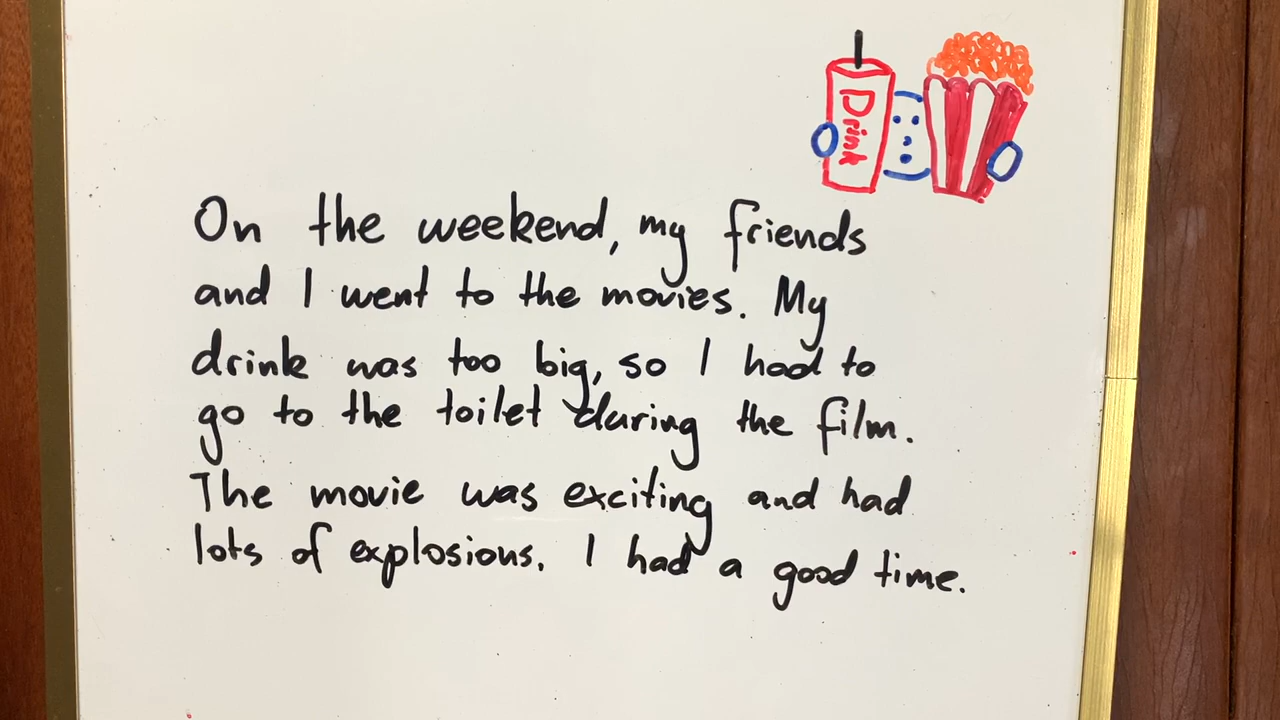 Drink
On the weekend, my friends
and I went to the movies. My
drink was too big, so I had to
go to the toilet during the film.
The movie was exciting and had
lots of explosions. I had a good time.